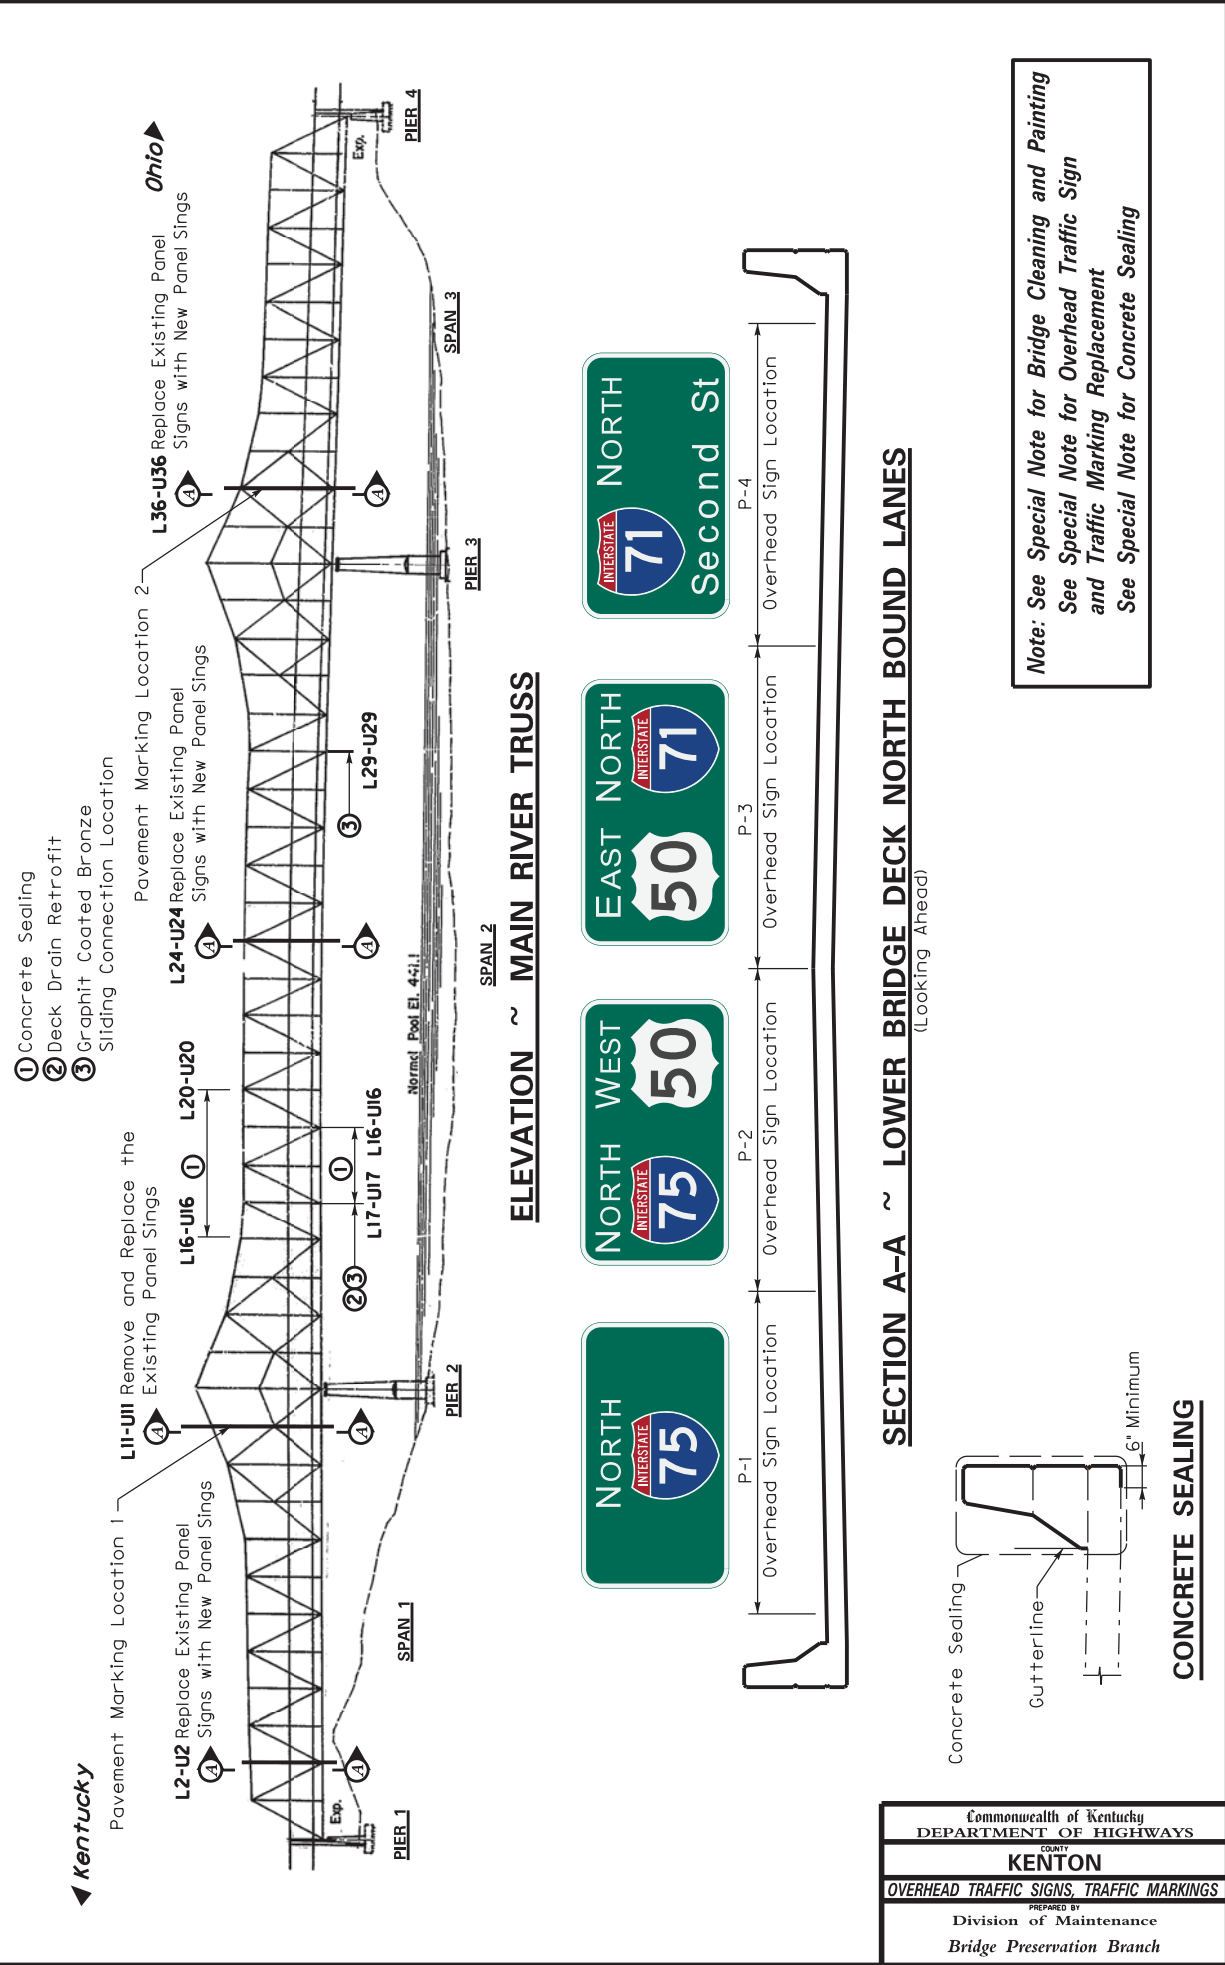 ① Concrete Sealing
② Deck Drain Retrofit
③ Graphit Coated Bronze
Sliding Connection Location
Kentucky
Ohio
Pavement Marking Location 1
Pavement Marking Location 2
L2-U2 Replace Existing Panel
Signs with New Panel Sings
L11-U11 Remove and Replace the
Existing Panel Sings
L24-U24 Replace Existing Panel
Signs with New Panel Sings
L36-U36 Replace Existing Panel
Signs with New Panel Sings
A
A
A
A
A
A
A
A
L16-U16
①
L20-U20
①
L17-U17
L16-U16
②③
③
L29-U29
Exp.
Exp.
Normal Pool El. 441.1
PIER 1
SPAN 1
PIER 2
SPAN 2
PIER 3
SPAN 3
PIER 4
ELEVATION ~ MAIN RIVER TRUSS
NORTH
INTERSTATE
75
NORTH WEST
INTERSTATE
75
50
EAST NORTH
50
INTERSTATE
71
INTERSTATE
71
NORTH
Second St
P-1
Overhead Sign Location
P-2
Overhead Sign Location
P-3
Overhead Sign Location
P-4
Overhead Sign Location
SECTION A-A ~ LOWER BRIDGE DECK NORTH BOUND LANES
(Looking Ahead)
Concrete Sealing
Gutterline
6" Minimum
CONCRETE SEALING
Note: See Special Note for Bridge Cleaning and Painting
See Special Note for Overhead Traffic Sign
and Traffic Marking Replacement
See Special Note for Concrete Sealing
Commonwealth of Kentucky
DEPARTMENT OF HIGHWAYS
COUNTY
KENTON
OVERHEAD TRAFFIC SIGNS, TRAFFIC MARKINGS
PREPARED BY
Division of Maintenance
Bridge Preservation Branch